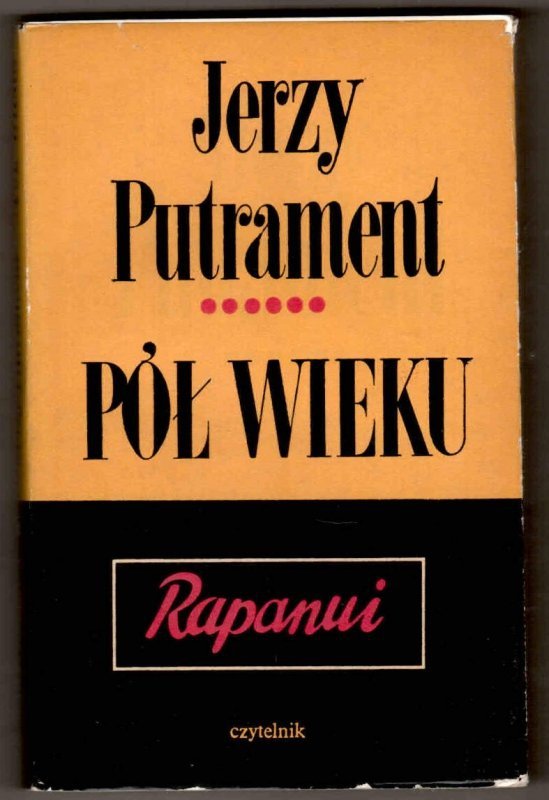 Jerzy
Putrament
PÓŁ WIEKU
Rapanui
czytelnik